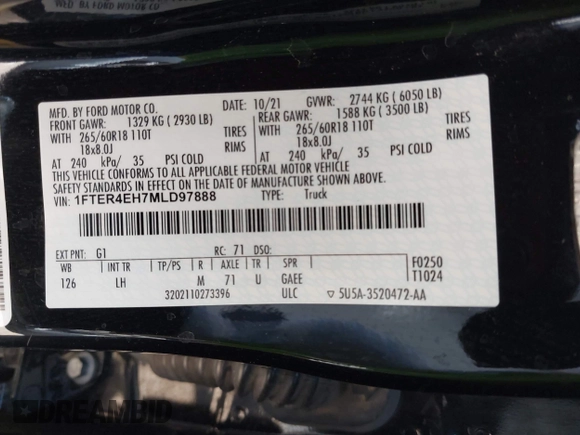 MFD. BY FORD MOTOR CO.
DATE: 10/21 GVWR: 2744 KG ( 6050 LB)
FRONT GAWR: 1329 KG ( 2930 LB) REAR GAWR: 1588 KG ( 3500 LB)
WITH 265/60R18 110T TIRES WITH 265/60R18 110T TIRES
18x8.0J RIMS 18x8.0J RIMS
AT 240 kPa/ 35 PSI COLD AT 240 kPa/ 35 PSI COLD
THIS VEHICLE CONFORMS TO ALL APPLICABLE FEDERAL MOTOR VEHICLE
SAFETY STANDARDS IN EFFECT ON THE DATE OF MANUFACTURE SHOWN ABOVE.
VIN: 1FTER4EH7MLD97888 TYPE: Truck
EXT PNT: G1 RC: 71 DSO: F0250
WB INT TR TP/PS R AXLE TR SPR T1024
126 LH M 71 U GAEE
3202110273396 ULC ▽ 5U5A-3520472-AA
DREAMBID